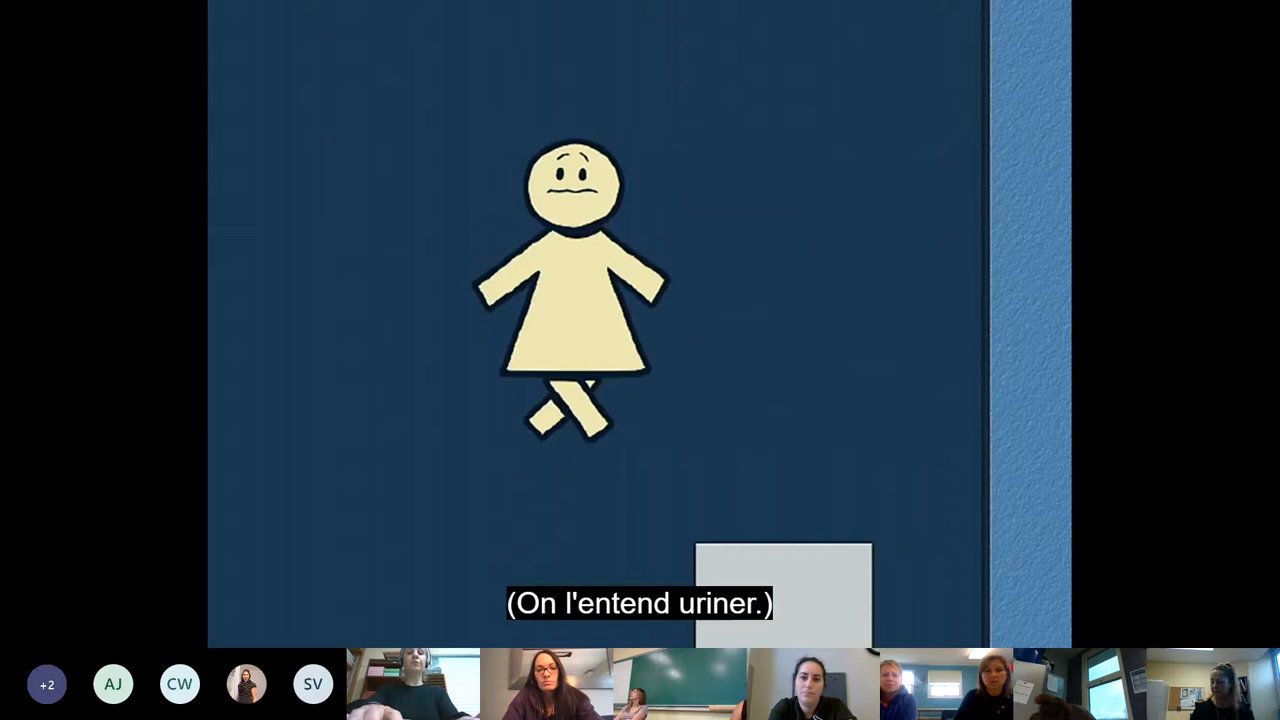 (On l'entend uriner.)
+2
AJ
CW
SV